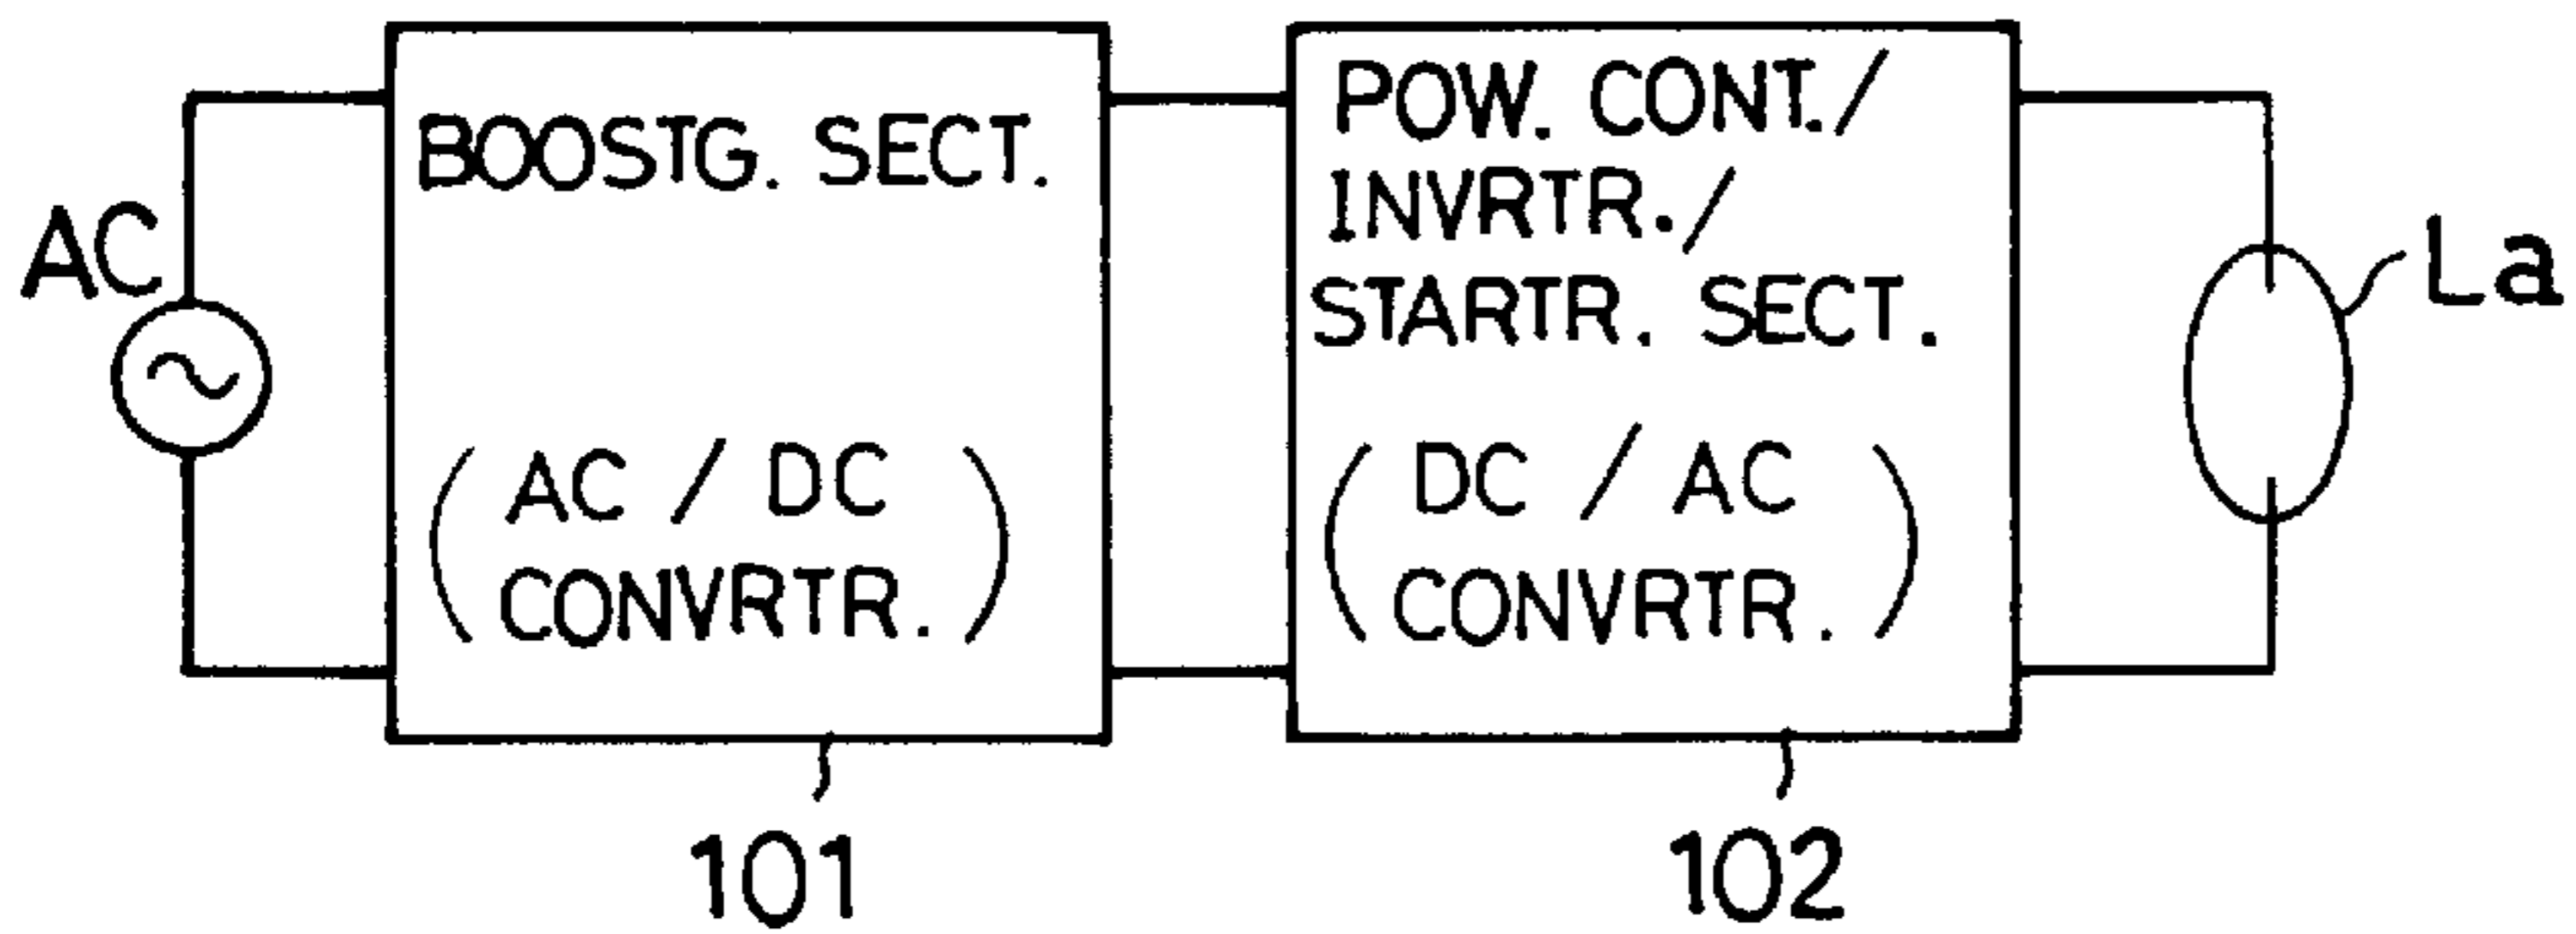 AC
BOOSTG. SECT.
(AC / DC
CONVRTR.)
101
POW. CONT./
INVRTR./
STARTR. SECT.
(DC / AC
CONVRTR.)
102
La